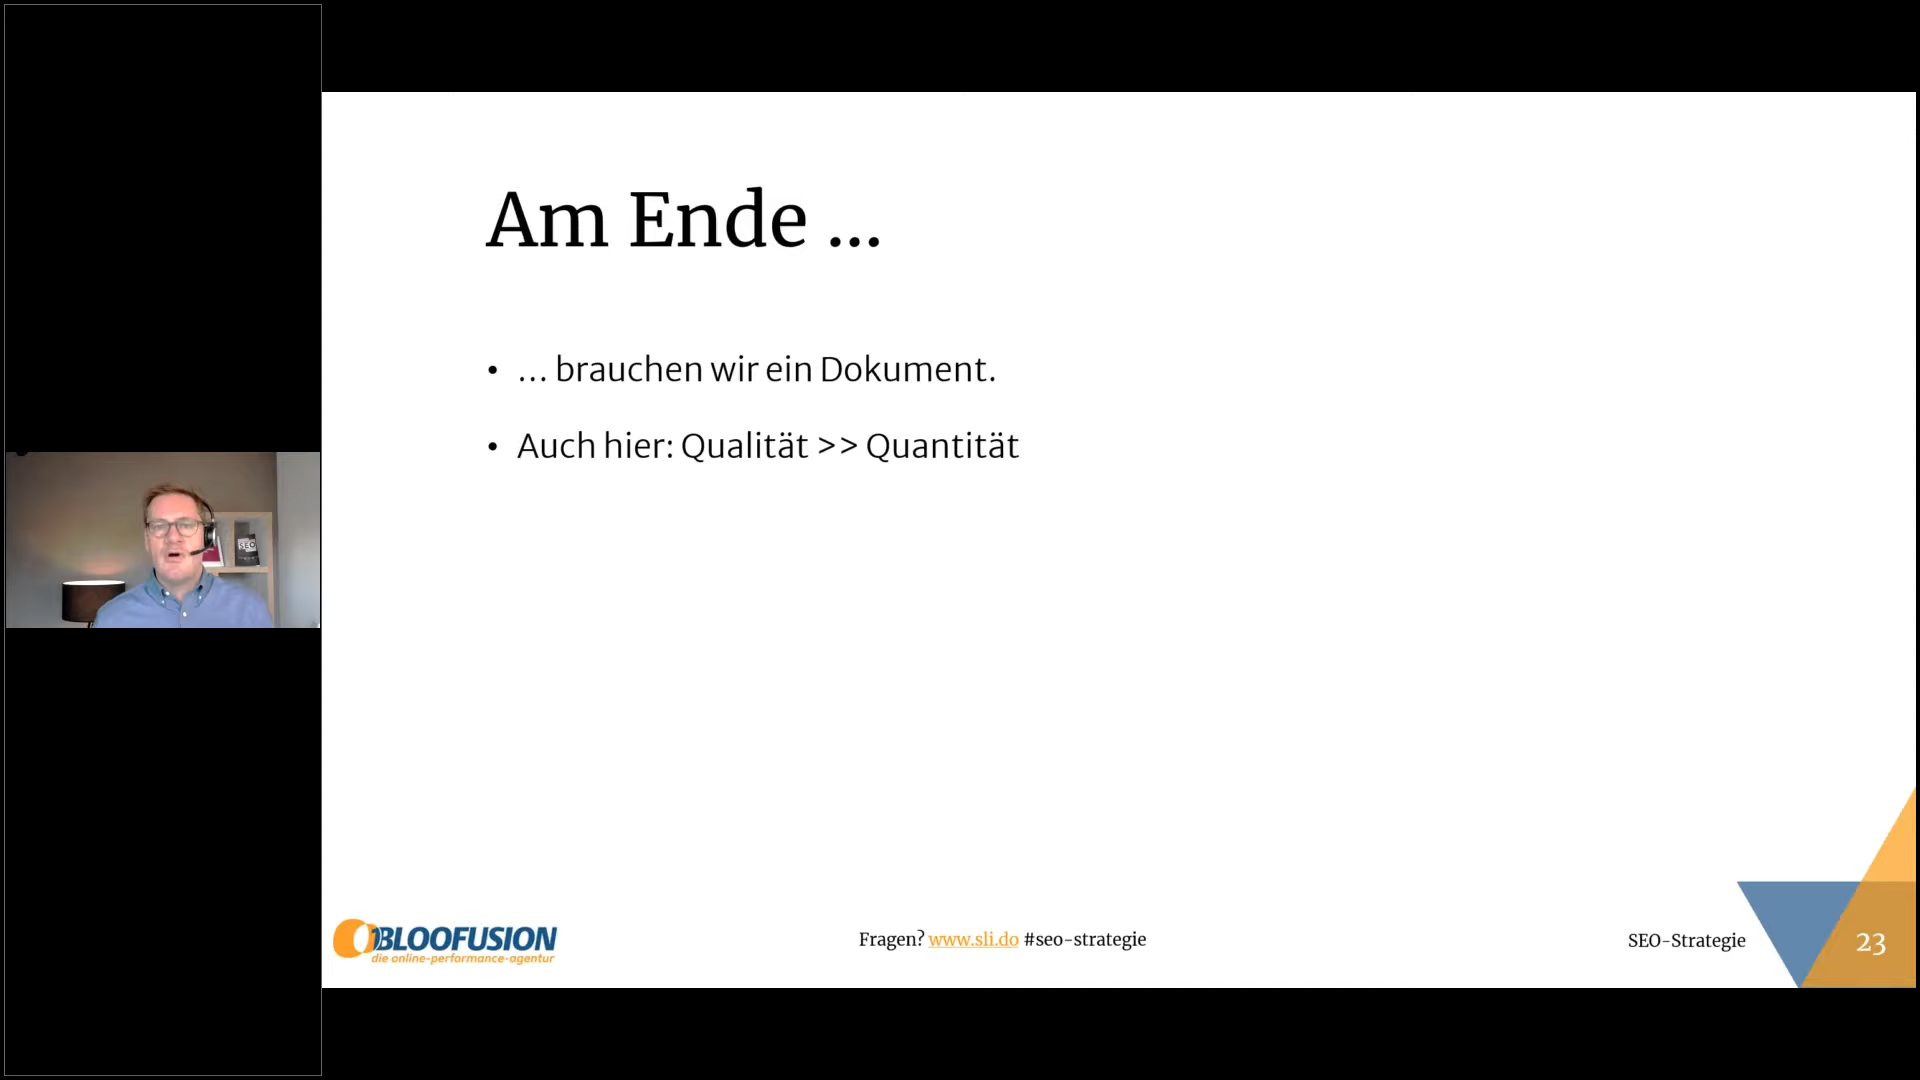 Am Ende ...
• ... brauchen wir ein Dokument.
• Auch hier: Qualität >> Quantität
SEO
BLOOFUSION
die online-performance-agentur
Fragen? www.sli.do #seo-strategie
SEO-Strategie
23